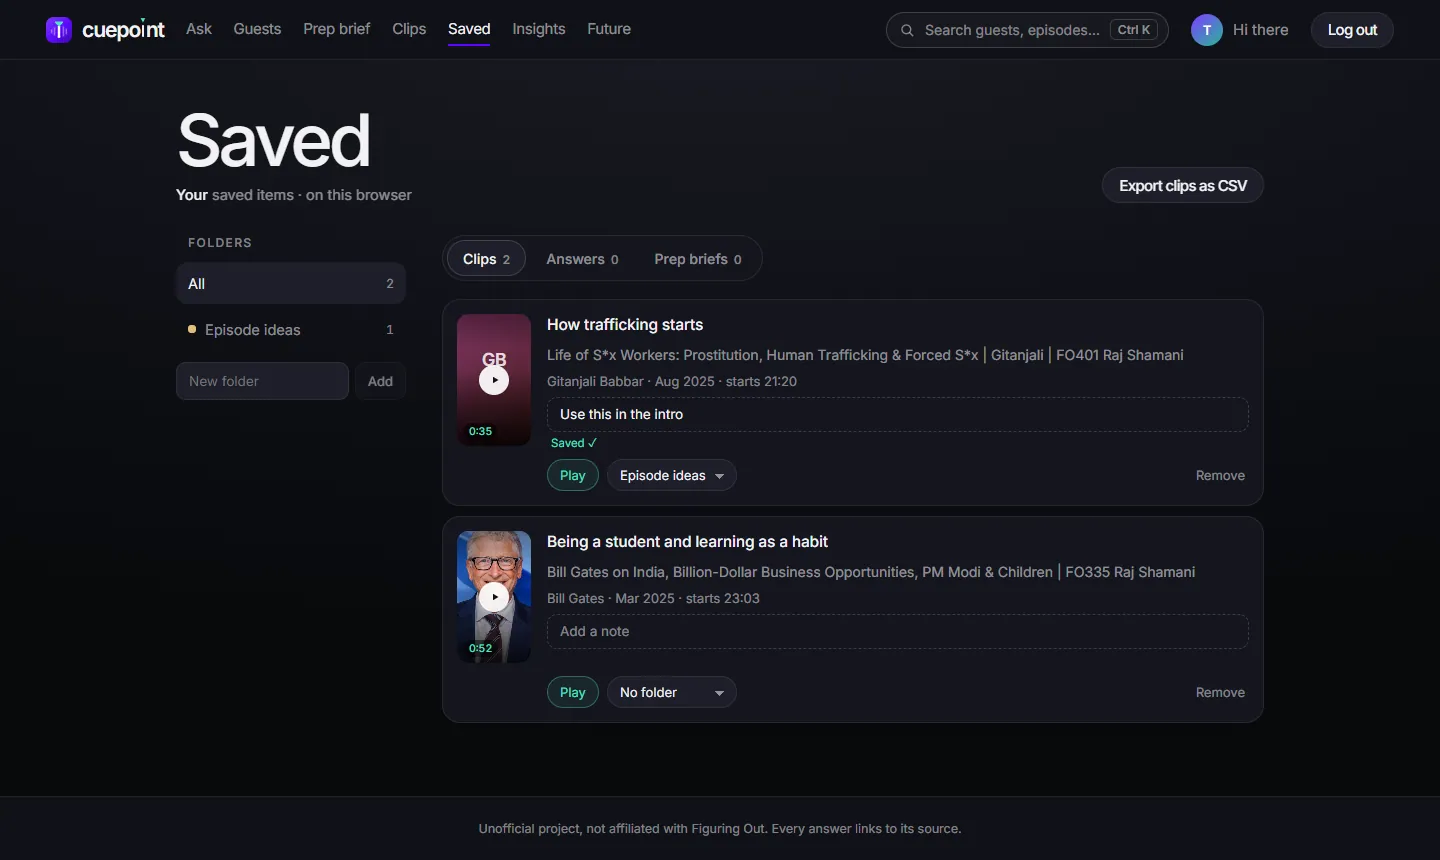 cuepoint Ask Guests Prep brief Clips Saved Insights Future Search guests, episodes... Ctrl K T Hi there Log out
Saved
Your saved items · on this browser
Export clips as CSV
FOLDERS
All 2
Episode ideas 1
New folder Add
Clips 2 Answers 0 Prep briefs 0
GB
0:35
How trafficking starts
Life of S*x Workers: Prostitution, Human Trafficking & Forced S*x | Gitanjali | FO401 Raj Shamani
Gitanjali Babbar · Aug 2025 · starts 21:20
Use this in the intro
Saved ✓
Play Episode ideas Remove
0:52
Being a student and learning as a habit
Bill Gates on India, Billion-Dollar Business Opportunities, PM Modi & Children | FO335 Raj Shamani
Bill Gates · Mar 2025 · starts 23:03
Add a note
Play No folder Remove
Unofficial project, not affiliated with Figuring Out. Every answer links to its source.